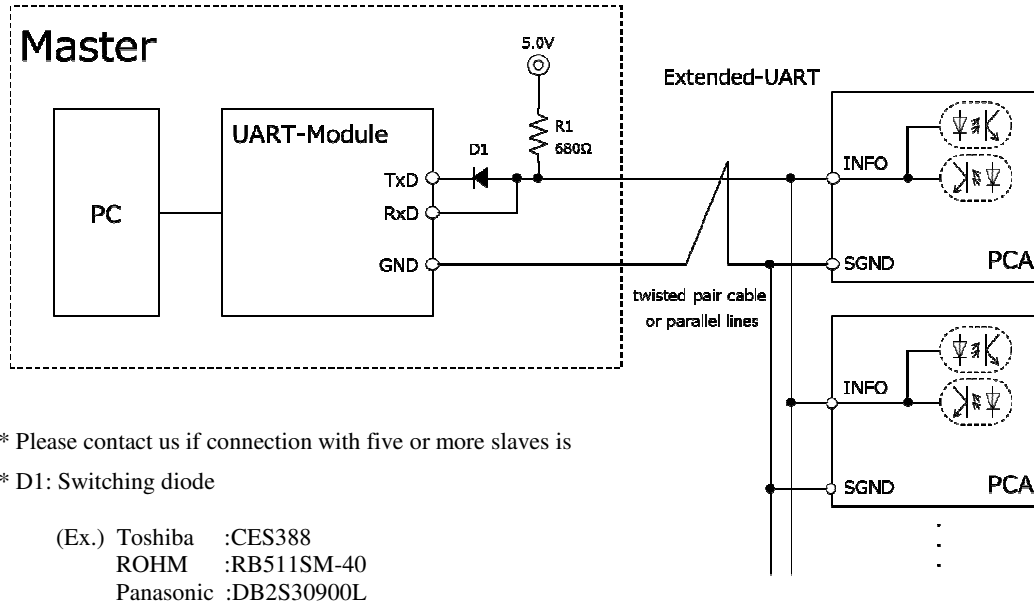 Master
5.0V
Extended-UART
R1
680Ω
UART-Module
D1
TxD
RxD
GND
PC
INFO
SGND
PCA
twisted pair cable
or parallel lines
INFO
SGND
PCA
* Please contact us if connection with five or more slaves is
* D1: Switching diode
(Ex.) Toshiba :CES388
ROHM :RB511SM-40
Panasonic :DB2S30900L